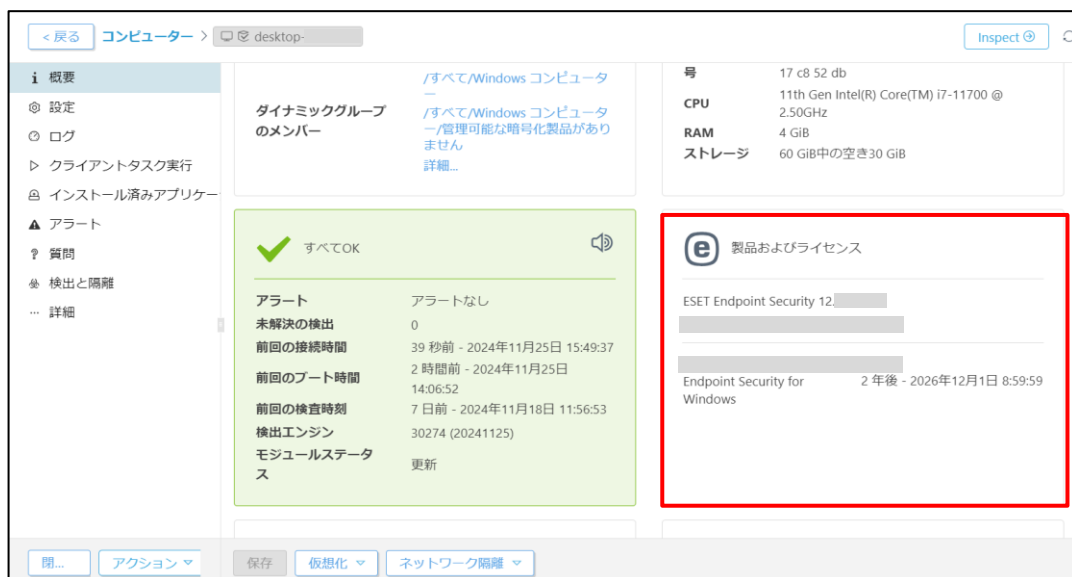 < 戻る
コンピューター > desktop-
Inspect
概要
設定
ログ
クライアントタスク実行
インストール済みアプリケー
アラート
質問
検出と隔離
詳細
ダイナミックグループ
のメンバー
/すべて/Windows コンピュータ
ー
/すべて/Windows コンピュータ
ー/管理可能な暗号化製品があり
ません
詳細...
号 17 c8 52 db
CPU 11th Gen Intel(R) Core(TM) i7-11700 @
2.50GHz
RAM 4 GiB
ストレージ 60 GiB中の空き30 GiB
すべてOK
アラート アラートなし
未解決の検出 0
前回の接続時間 39 秒前 - 2024年11月25日 15:49:37
前回のブート時間 2 時間前 - 2024年11月25日
14:06:52
前回の検査時刻 7 日前 - 2024年11月18日 11:56:53
検出エンジン 30274 (20241125)
モジュールステータ
ス
更新
e 製品およびライセンス
ESET Endpoint Security 12.
Endpoint Security for
Windows
2 年後 - 2026年12月1日 8:59:59
閉...
アクション
保存
仮想化
ネットワーク隔離